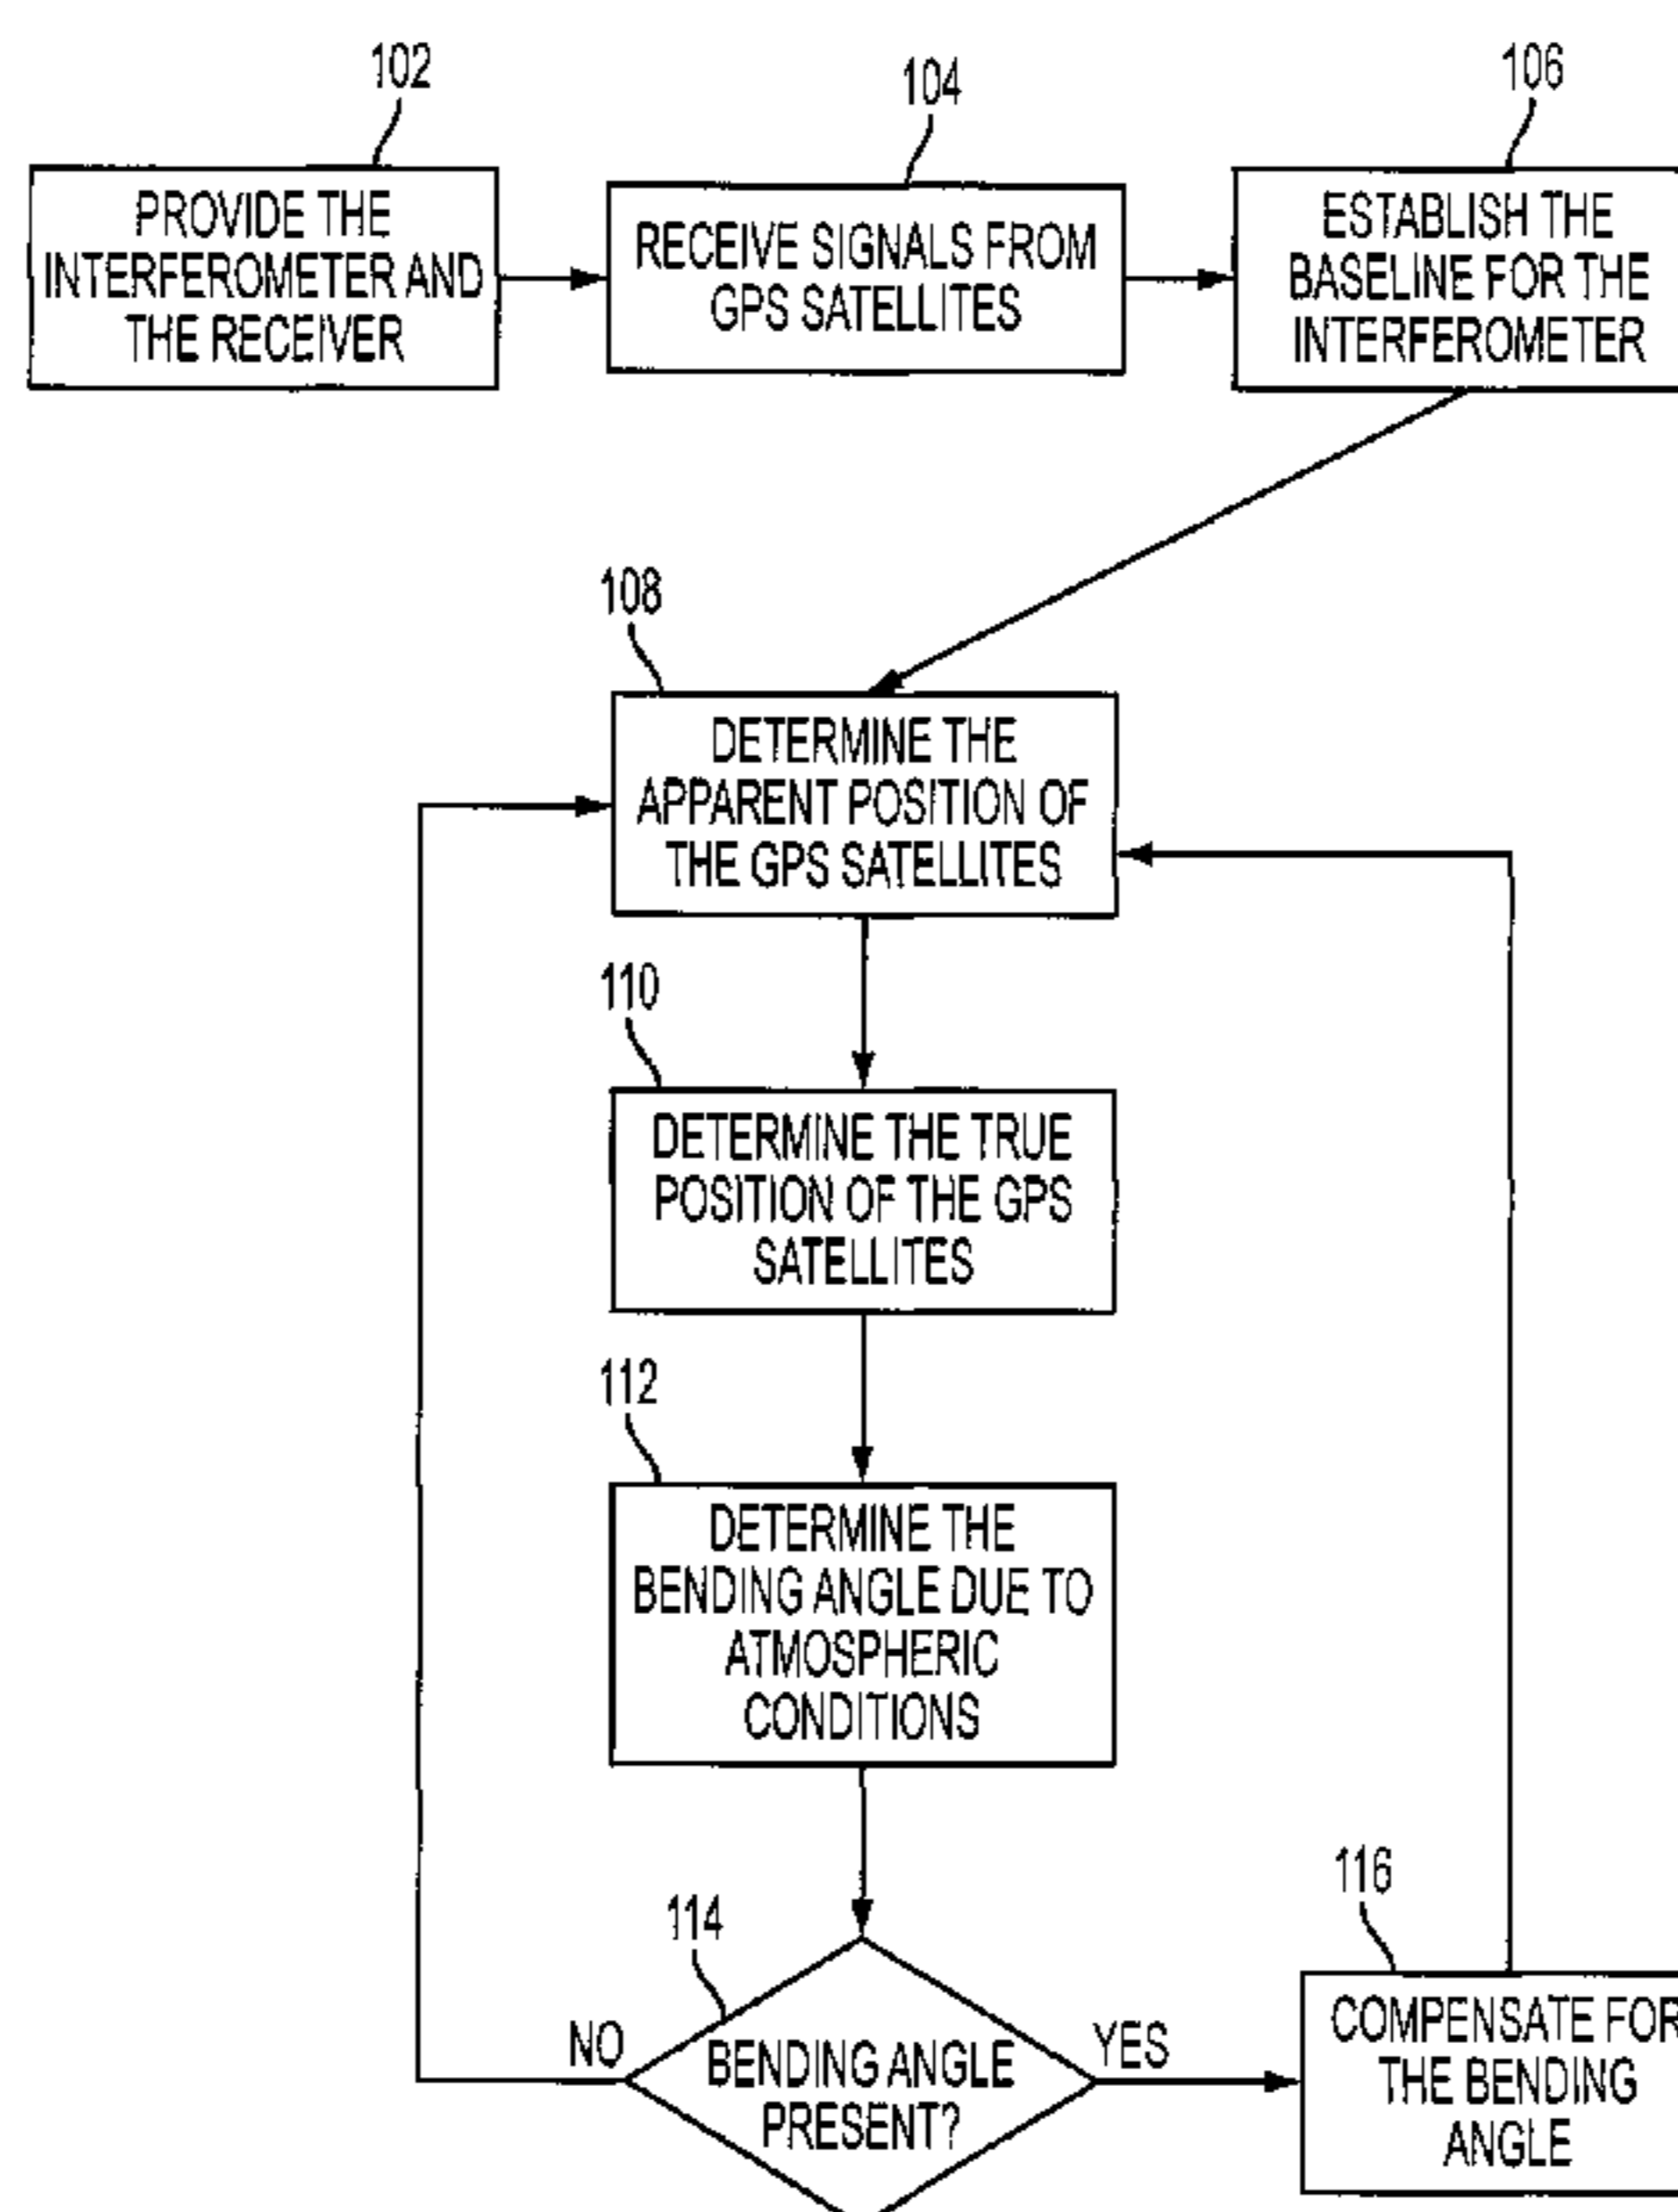 102
PROVIDE THE
INTERFEROMETER AND
THE RECEIVER
104
RECEIVE SIGNALS FROM
GPS SATELLITES
106
ESTABLISH THE
BASELINE FOR THE
INTERFEROMETER
108
DETERMINE THE
APPARENT POSITION OF
THE GPS SATELLITES
110
DETERMINE THE TRUE
POSITION OF THE GPS
SATELLITES
112
DETERMINE THE
BENDING ANGLE DUE TO
ATMOSPHERIC
CONDITIONS
114
NO
BENDING ANGLE
PRESENT?
YES
116
COMPENSATE FOR
THE BENDING
ANGLE